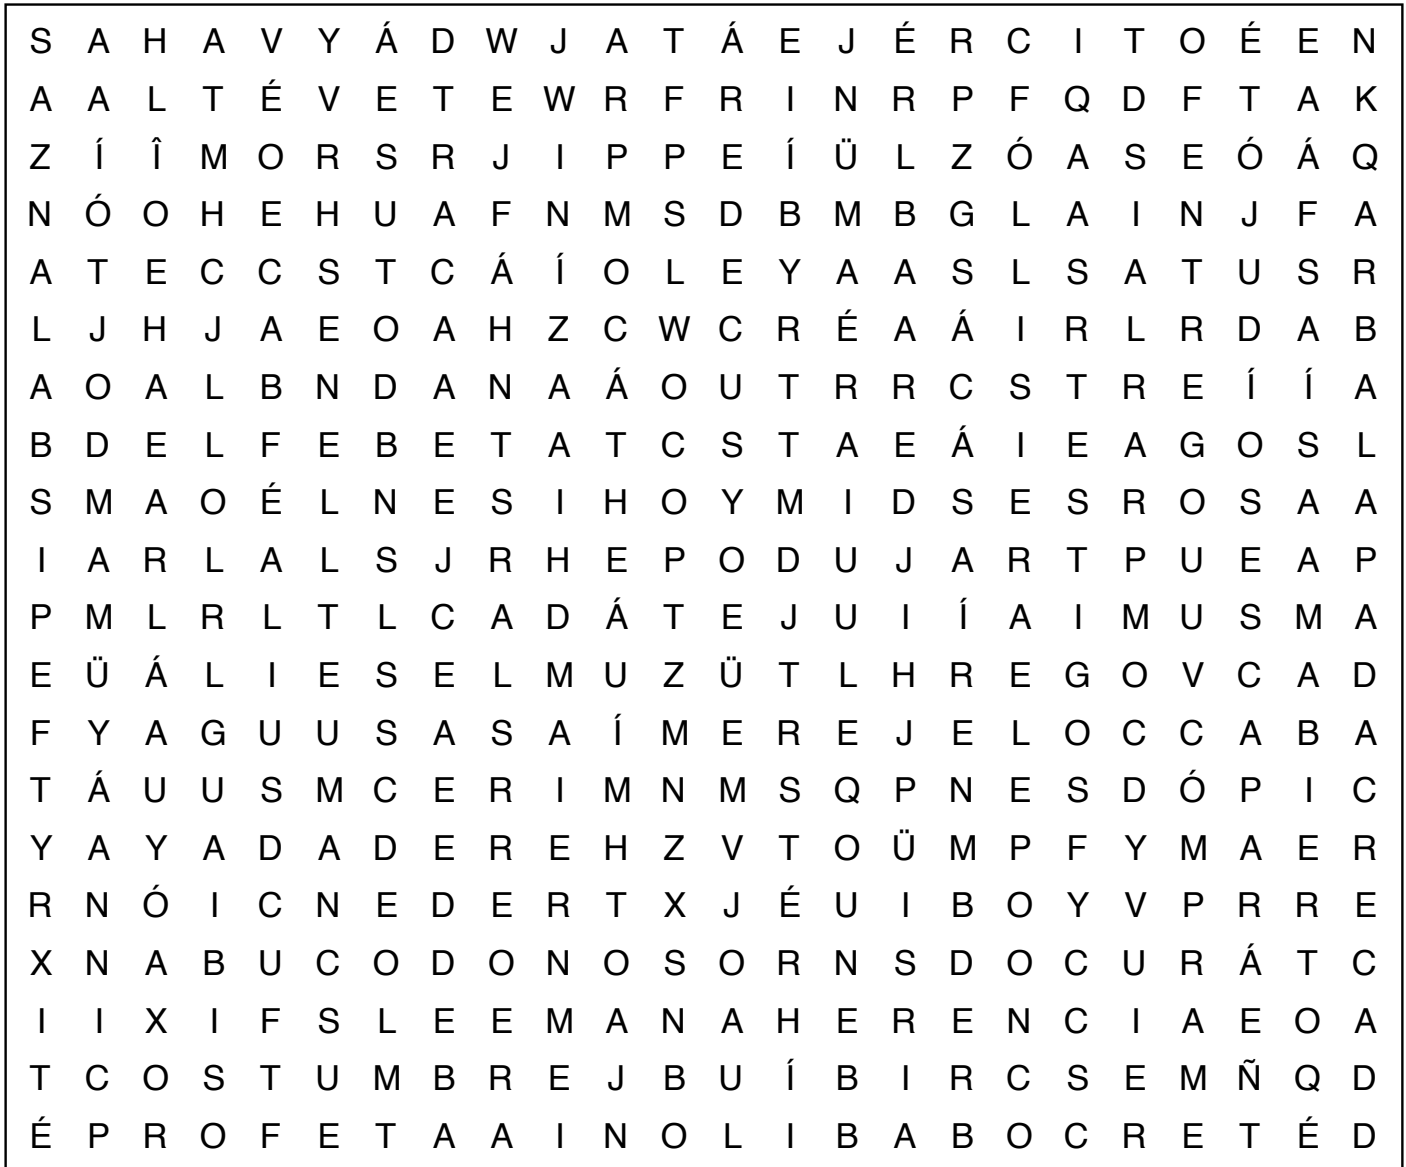 S A H A V Y Á D W J A T Á E J É R C I T O É E N
A A L T É V E T E W R F R I N R P F Q D F T A K
Z Í Î M O R S R J I P P E Í Ü L Z Ó A S E Ó Á Q
N Ó O H E H U A F N M S D B M B G L A I N J F A
A T E C C S T C Á Í O L E Y A A S L S A T U S R
L J H J A E O A H Z C W C R É A Á I R L R D A B
A O A L B N D A N A Á O U T R R C S T R E Í Í A
B D E L F E B E T A T C S T A E Á I E A G O S L
S M A O É L N E S I H O Y M I D S E S R O S A A
I A R L A L S J R H E P O D U J A R T P U E A P
P M L R L T L C A D Á T E J U I Í A I M U S M A
E Ü Á L I E S E L M U Z Ü T L H R E G O V C A D
F Y A G U U S A S A Í M E R E J E L O C C A B A
T Á U U S M C E R I M N M S Q P N E S D Ó P I C
Y A Y A D A D E R E H Z V T O Ü M P F Y M A E R
R N Ó I C N E D E R T X J É U I B O Y V P R R E
X N A B U C O D O N O S O R N S D O C U R Á T C
I I X I F S L E E M A N A H E R E N C I A E O A
T C O S T U M B R E J B U Í B I R C S E M Ñ Q D
É P R O F E T A A I N O L I B A B O C R E T É D